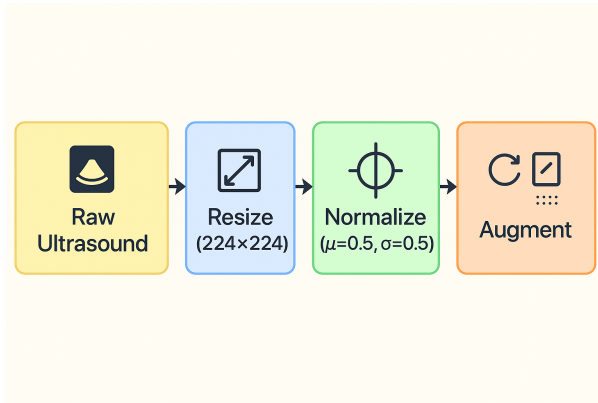 Raw
Ultrasound
Resize
(224×224)
Normalize
(μ=0.5, σ=0.5)
Augment